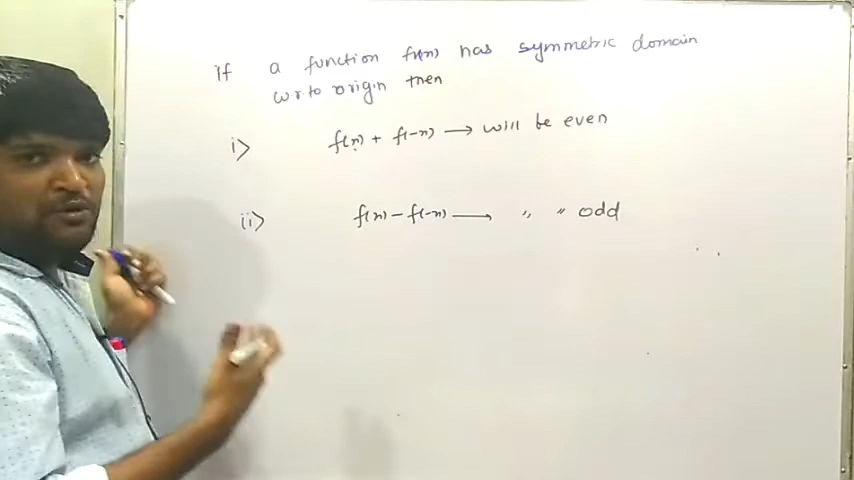 If a function f(x) has symmetric domain
w.r.to origin then
i) f(x) + f(-x) → will be even
ii) f(x) - f(-x) → " " odd